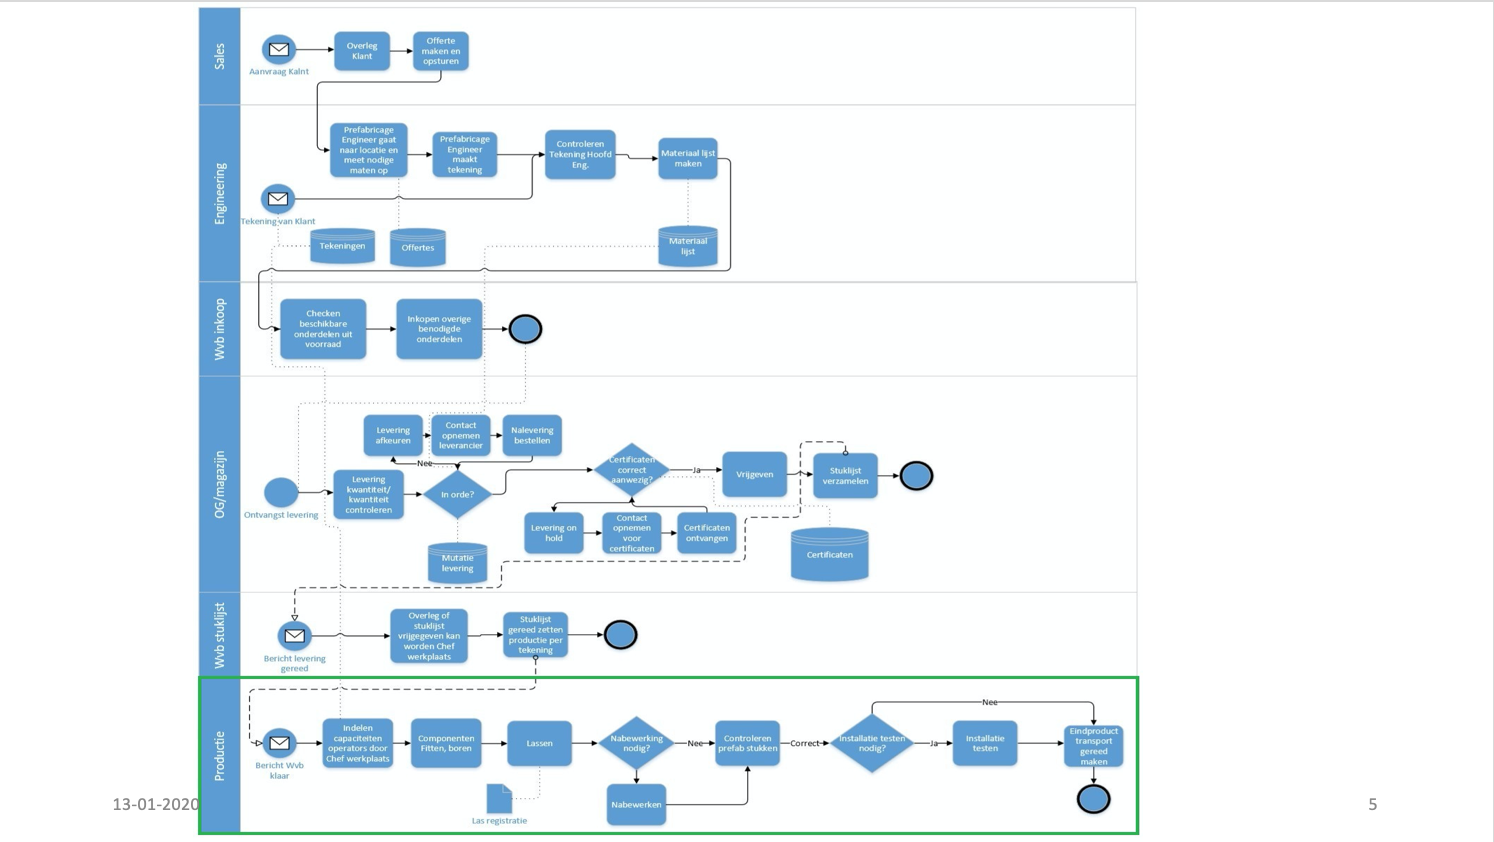 Sales
Aanvraag Kalnt
Overleg
Klant
Offerte
maken en
opsturen
Engineering
Prefabricage
Engineer gaat
naar locatie en
meet nodige
maten op
Prefabricage
Engineer
maakt
tekening
Controleren
Tekening Hoofd
Eng.
Materiaal lijst
maken
Tekening van Klant
Tekeningen
Offertes
Materiaal
lijst
Wvb inkoop
Checken
beschikbare
onderdelen uit
voorraad
Inkopen overige
benodigde
onderdelen
OG/magazijn
Levering
afkeuren
Contact
opnemen
leverancier
Nalevering
bestellen
Nee
Ontvangst levering
Levering
kwantiteit/
kwantiteit
controleren
In orde?
Mutatie
levering
Certificaten
correct
aanwezig?
Ja
Vrijgeven
Stuklijst
verzamelen
Levering on
hold
Contact
opnemen
voor
certificaten
Certificaten
ontvangen
Certificaten
Wvb stuklijst
Bericht levering
gereed
Overleg of
stuklijst
vrijgegeven kan
worden Chef
werkplaats
Stuklijst
gereed zetten
productie per
tekening
Productie
Bericht Wvb
klaar
Indelen
capaciteiten
operators door
Chef werkplaats
Componenten
Fitten, boren
Lassen
Las registratie
Nabewerking
nodig?
Nee
Nabewerken
Controleren
prefab stukken
Correct
Installatie testen
nodig?
Nee
Ja
Installatie
testen
Eindproduct
transport
gereed
maken
13-01-2020
5